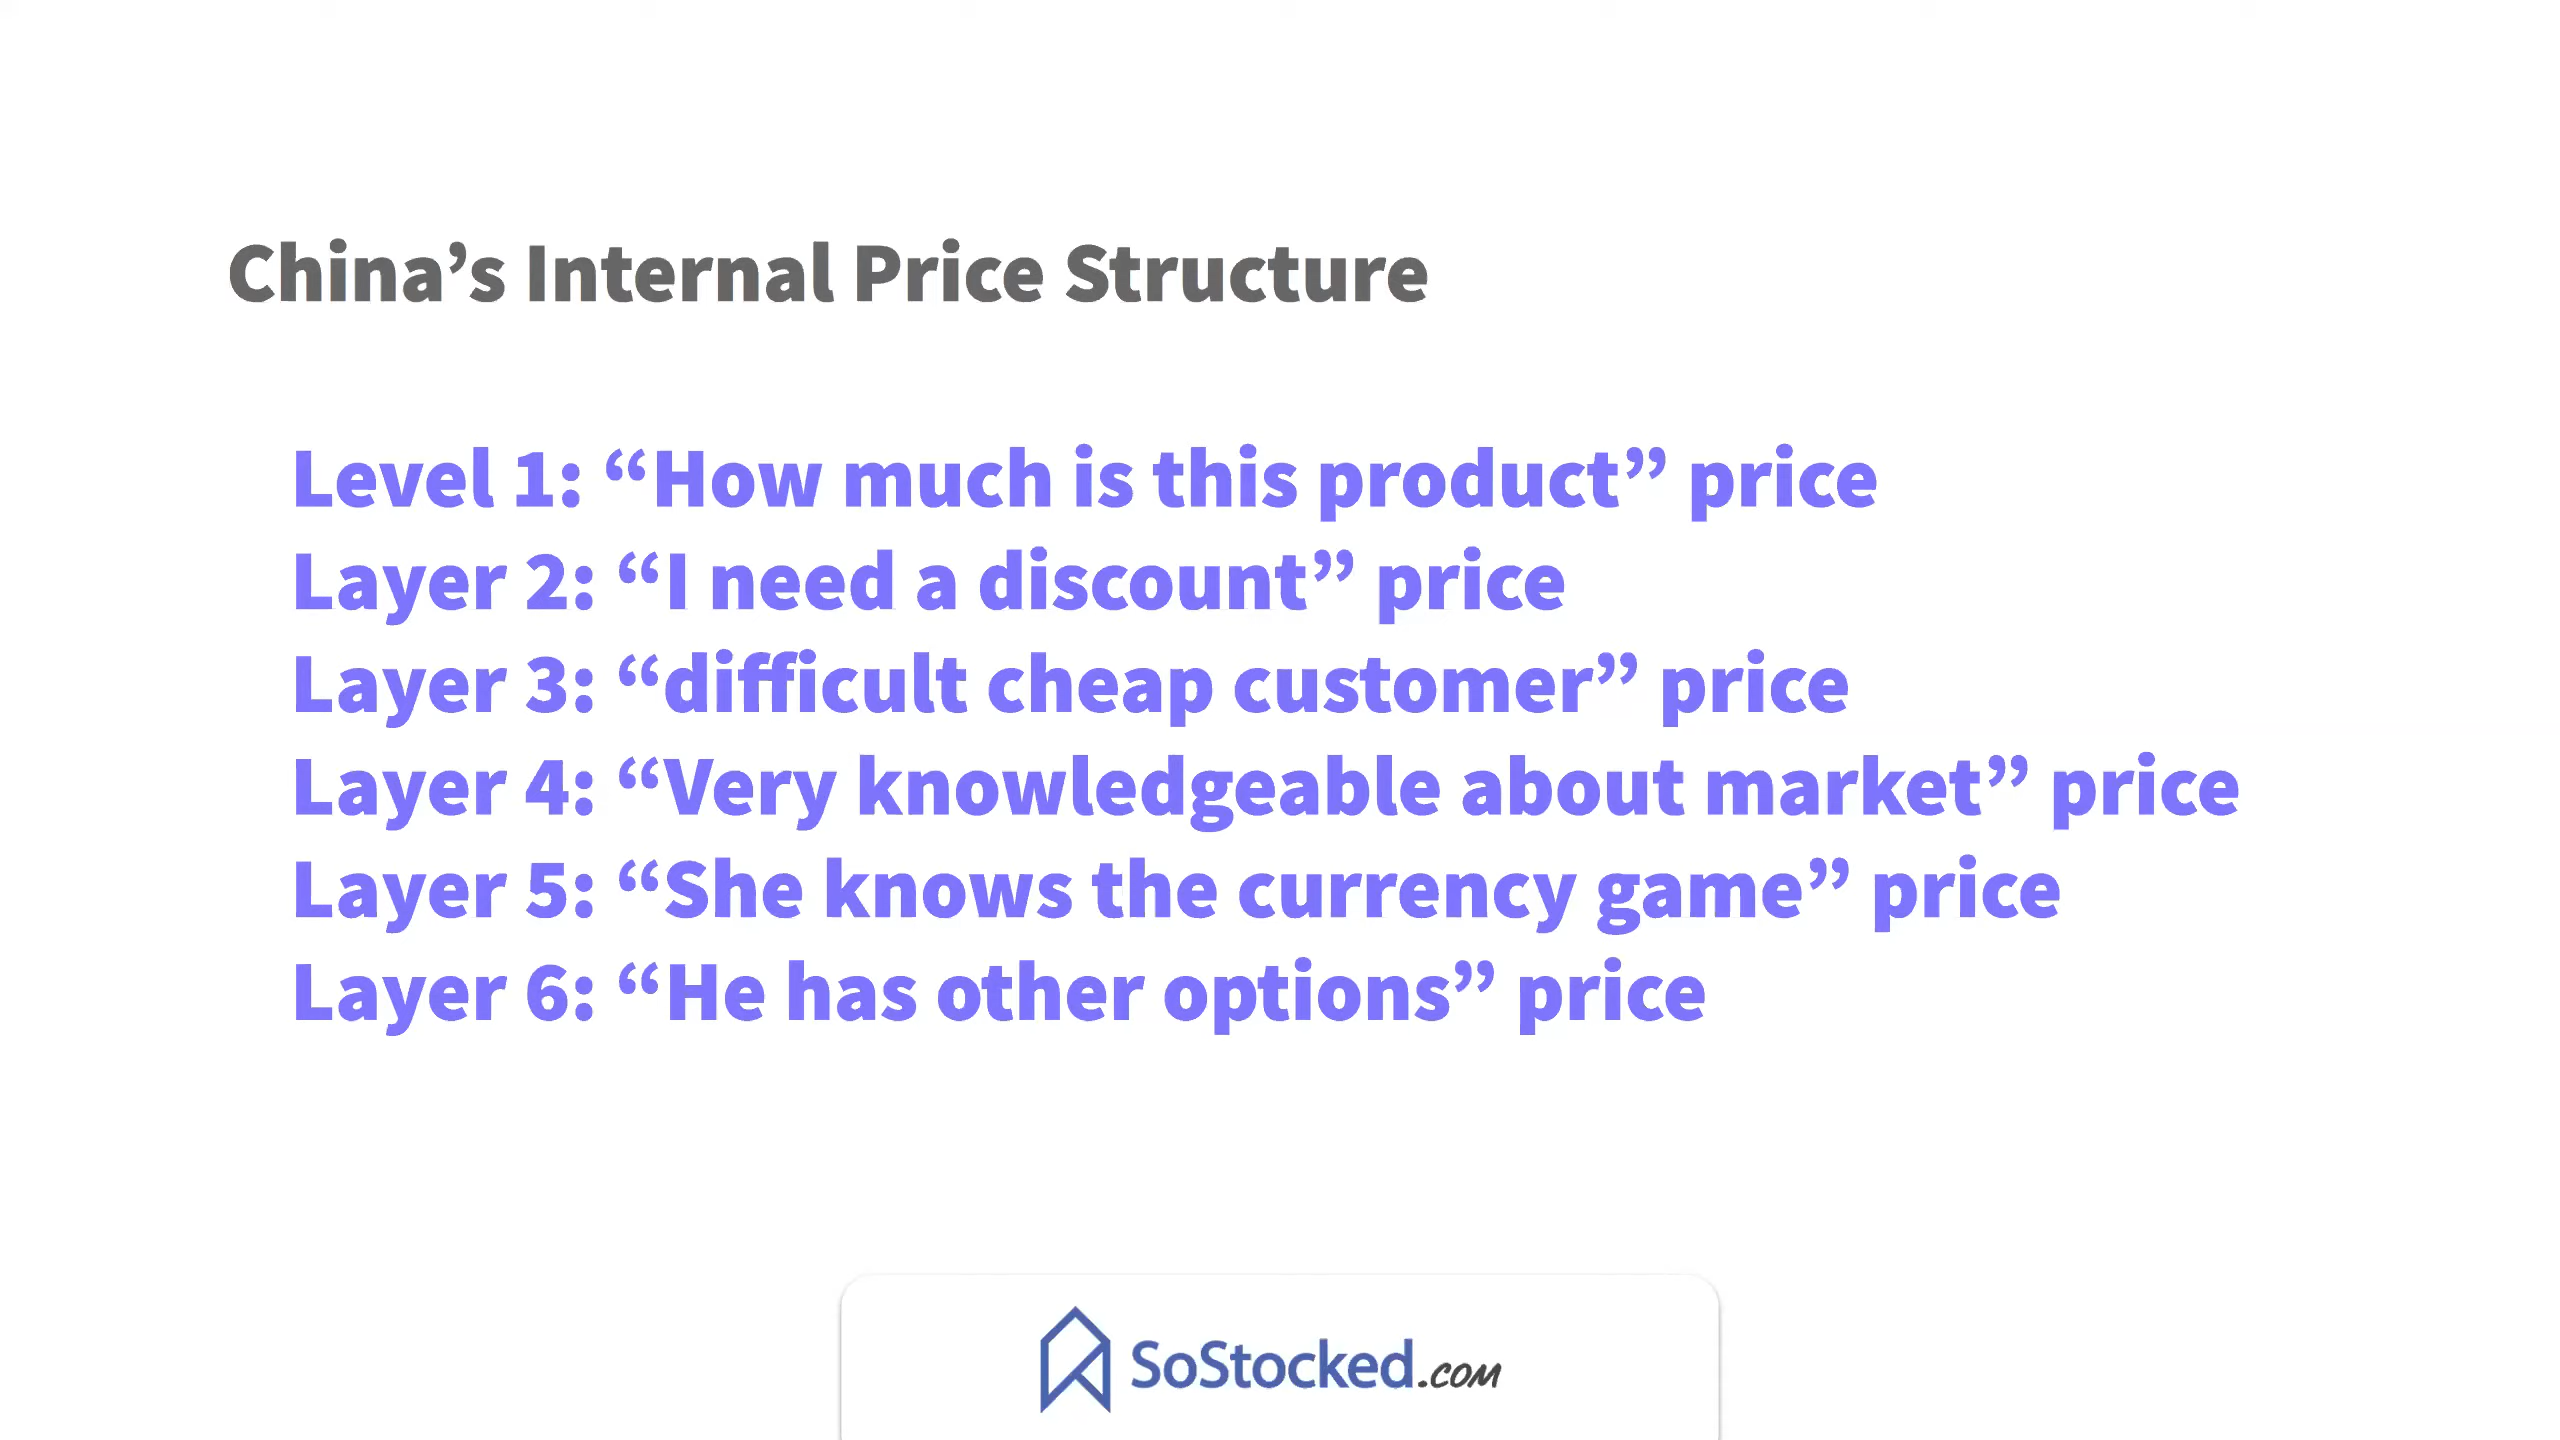 China’s Internal Price Structure
Level 1: “How much is this product” price
Layer 2: “I need a discount” price
Layer 3: “difficult cheap customer” price
Layer 4: “Very knowledgeable about market” price
Layer 5: “She knows the currency game” price
Layer 6: “He has other options” price
SoStocked.com